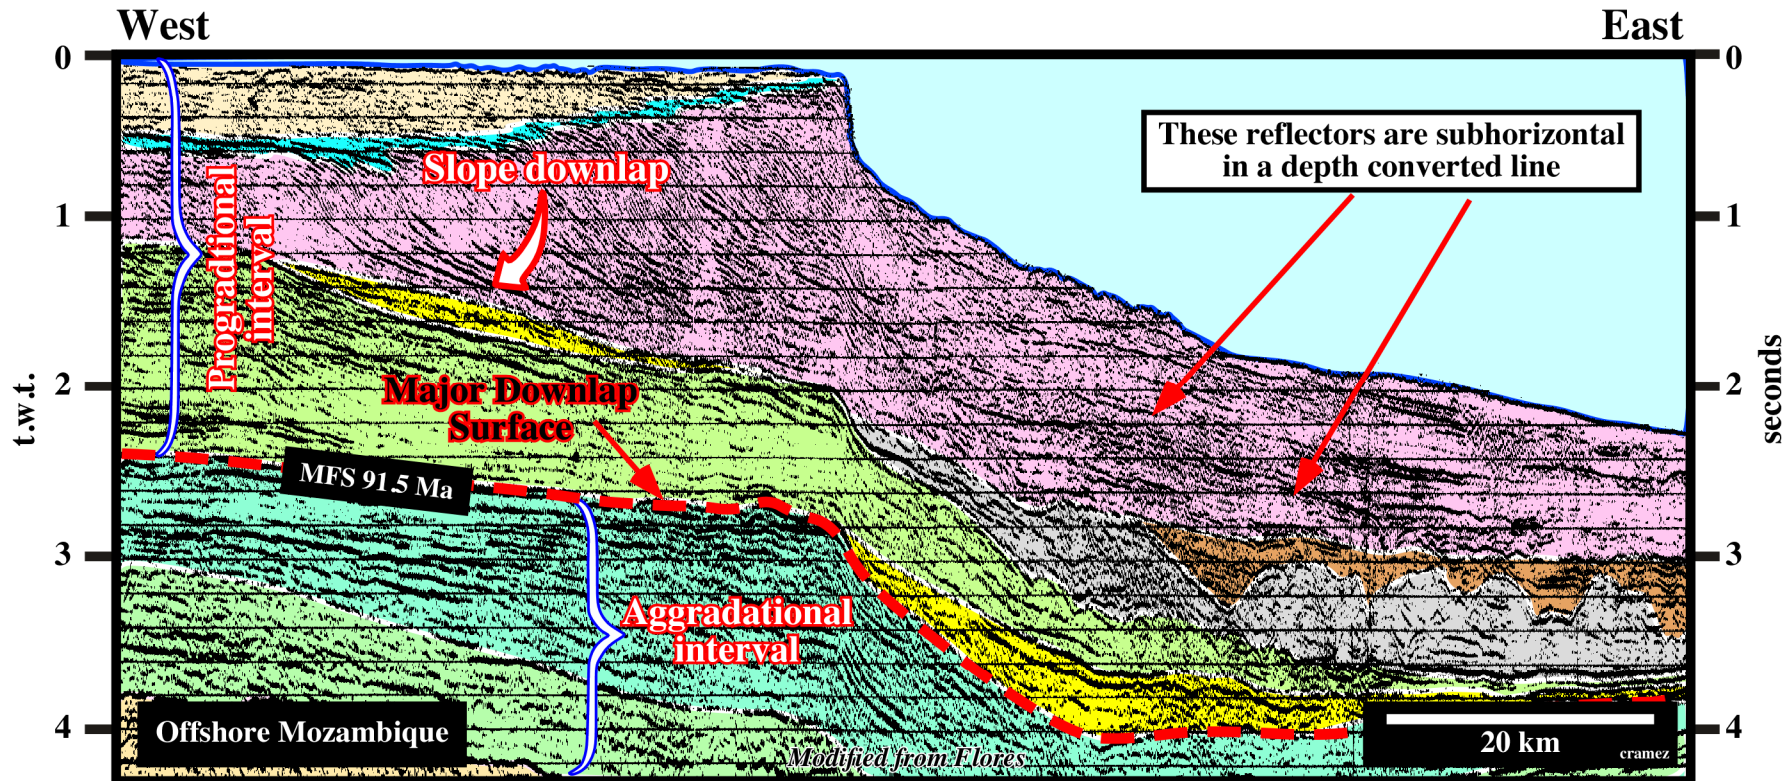 West
East
0
0
These reflectors are subhorizontal
in a depth converted line
Slope downlap
1
1
Progradtional
interval
t.w.t.
seconds
2
2
Major Downlap
Surface
MFS 91.5 Ma
3
3
Aggradational
interval
Offshore Mozambique
4
4
20 km
cramez
Modified from Flores